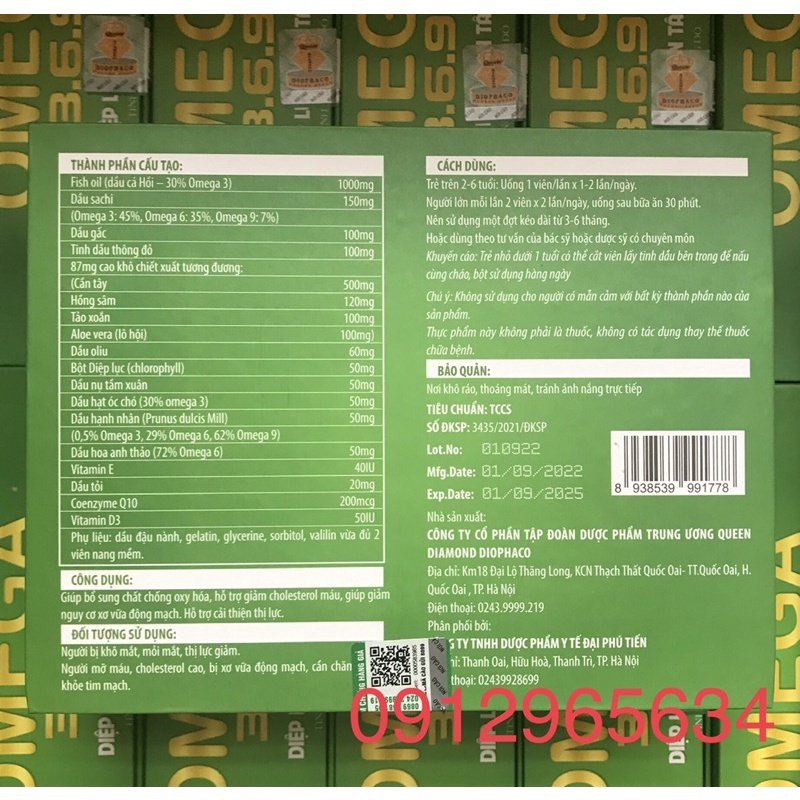 OMEGA
3.6.9
DIỆP L
THÀNH PHẦN CẤU TẠO:
Fish oil (dầu cá Hồi – 30% Omega 3) 1000mg
Dầu sachi 150mg
(Omega 3: 45%, Omega 6: 35%, Omega 9: 7%)
Dầu gấc 100mg
Tinh dầu thông đỏ 100mg
87mg cao khô chiết xuất tương đương:
(Cần tây 500mg
Hồng sâm 120mg
Tảo xoắn 100mg
Aloe vera (lô hội) 100mg)
Dầu oliu 60mg
Bột Diệp lục (chlorophyll) 50mg
Dầu nụ tầm xuân 50mg
Dầu hạt óc chó (30% omega 3) 50mg
Dầu hạnh nhân (Prunus dulcis Mill) 50mg
(0,5% Omega 3, 29% Omega 6, 62% Omega 9)
Dầu hoa anh thảo (72% Omega 6) 50mg
Vitamin E 40IU
Dầu tỏi 20mg
Coenzyme Q10 200mcg
Vitamin D3 50IU
Phụ liệu: dầu đậu nành, gelatin, glycerine, sorbitol, valilin vừa đủ 2
viên nang mềm.
CÔNG DỤNG:
Giúp bổ sung chất chống oxy hóa, hỗ trợ giảm cholesterol máu, giúp giảm
nguy cơ xơ vữa động mạch. Hỗ trợ cải thiện thị lực.
ĐỐI TƯỢNG SỬ DỤNG:
Người bị khô mắt, mỏi mắt, thị lực giảm.
Người mỡ máu, cholesterol cao, bị xơ vữa động mạch, cần chăm
khỏe tim mạch.
CÁCH DÙNG:
Trẻ trên 2-6 tuổi: Uống 1 viên/lần x 1-2 lần/ngày.
Người lớn mỗi lần 2 viên x 2 lần/ngày, uống sau bữa ăn 30 phút.
Nên sử dụng một đợt kéo dài từ 3-6 tháng.
Hoặc dùng theo tư vấn của bác sỹ hoặc dược sỹ có chuyên môn
Khuyến cáo: Trẻ nhỏ dưới 1 tuổi có thể cắt viên lấy tinh dầu bên trong để nấu
cùng cháo, bột sử dụng hàng ngày
Chú ý: Không sử dụng cho người có mẫn cảm với bất kỳ thành phần nào của
sản phẩm.
Thực phẩm này không phải là thuốc, không có tác dụng thay thế thuốc
chữa bệnh.
BẢO QUẢN:
Nơi khô ráo, thoáng mát, tránh ánh nắng trực tiếp
TIÊU CHUẨN: TCCS
SỐ ĐKSP: 3435/2021/ĐKSP
Lot.No: 010922
Mfg.Date: 01/09/2022
Exp.Date: 01/09/2025
8 938539 991778
Nhà sản xuất:
CÔNG TY CỔ PHẦN TẬP ĐOÀN DƯỢC PHẨM TRUNG ƯƠNG QUEEN
DIAMOND DIOPHACO
Địa chỉ: Km18 Đại Lộ Thăng Long, KCN Thạch Thất Quốc Oai- TT.Quốc Oai, H.
Quốc Oai , TP. Hà Nội
Điện thoại: 0243.9999.219
Phân phối bởi:
G TY TNHH DƯỢC PHẨM Y TẾ ĐẠI PHÚ TIẾN
hỉ: Thanh Oai, Hữu Hoà, Thanh Trì, TP. Hà Nội
thoại: 02439928699
0912965634